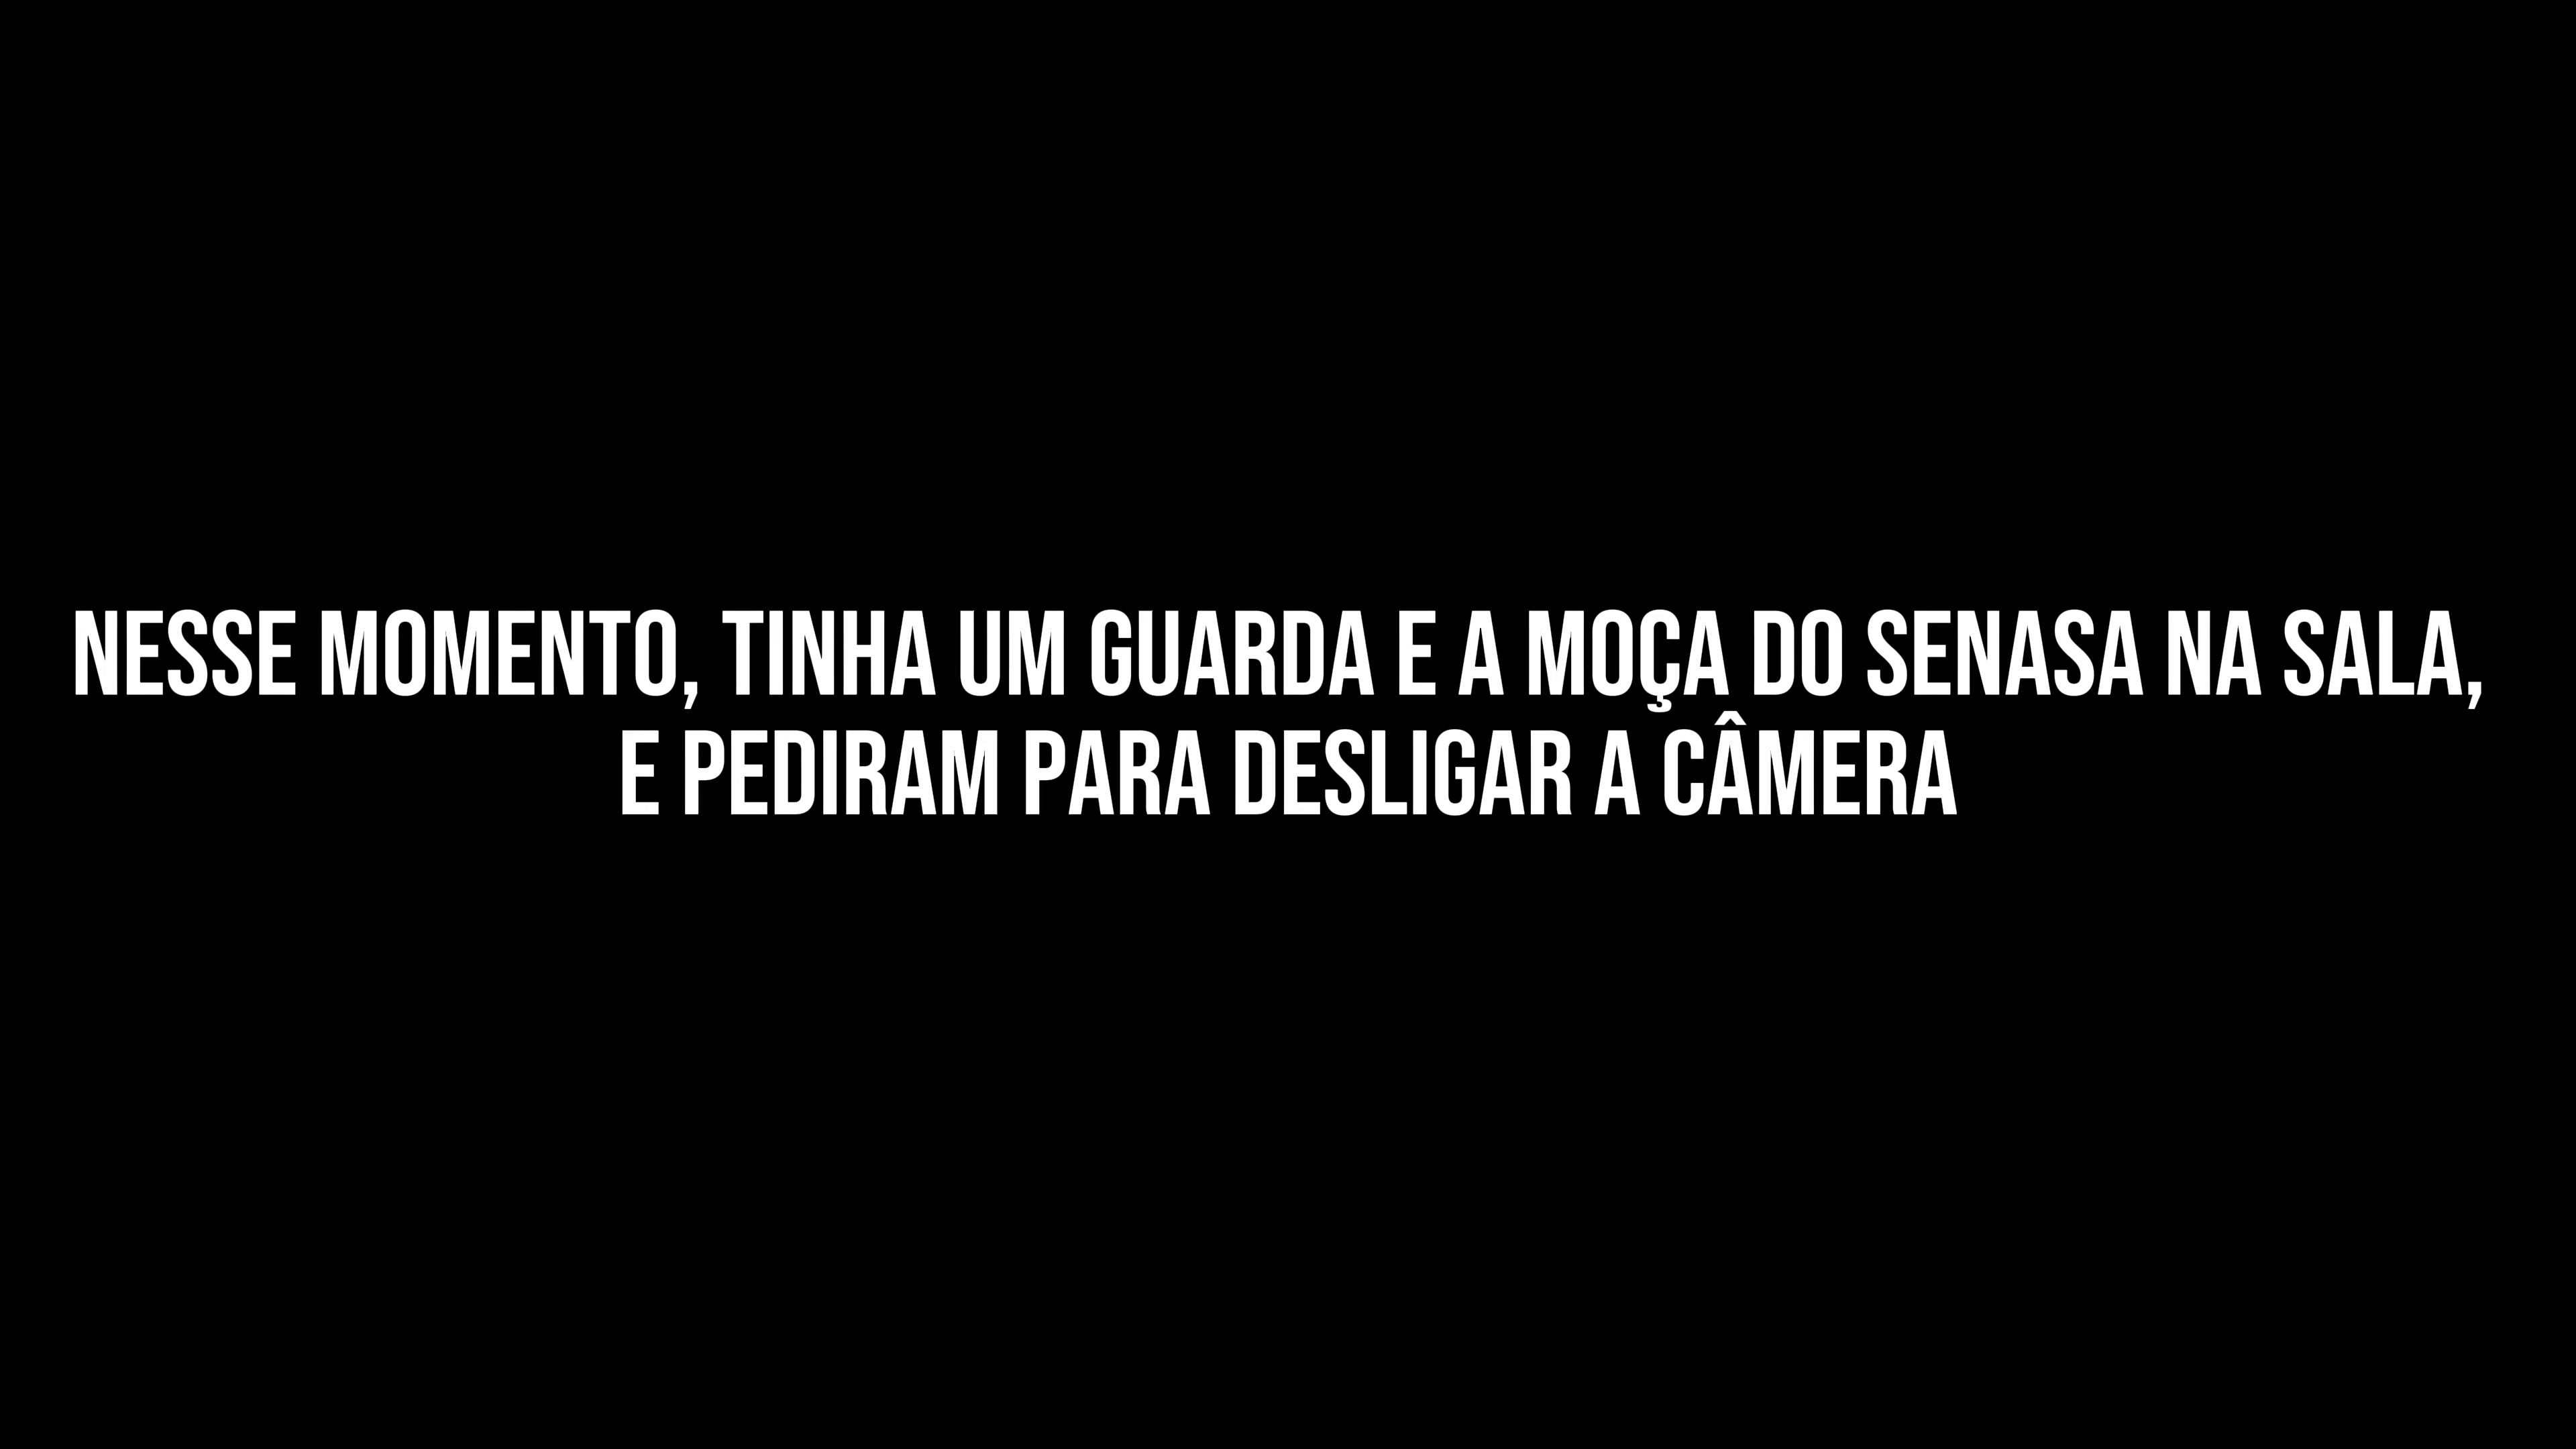 NESSE MOMENTO, TINHA UM GUARDA E A MOÇA DO SENASA NA SALA,
E PEDIRAM PARA DESLIGAR A CÂMERA